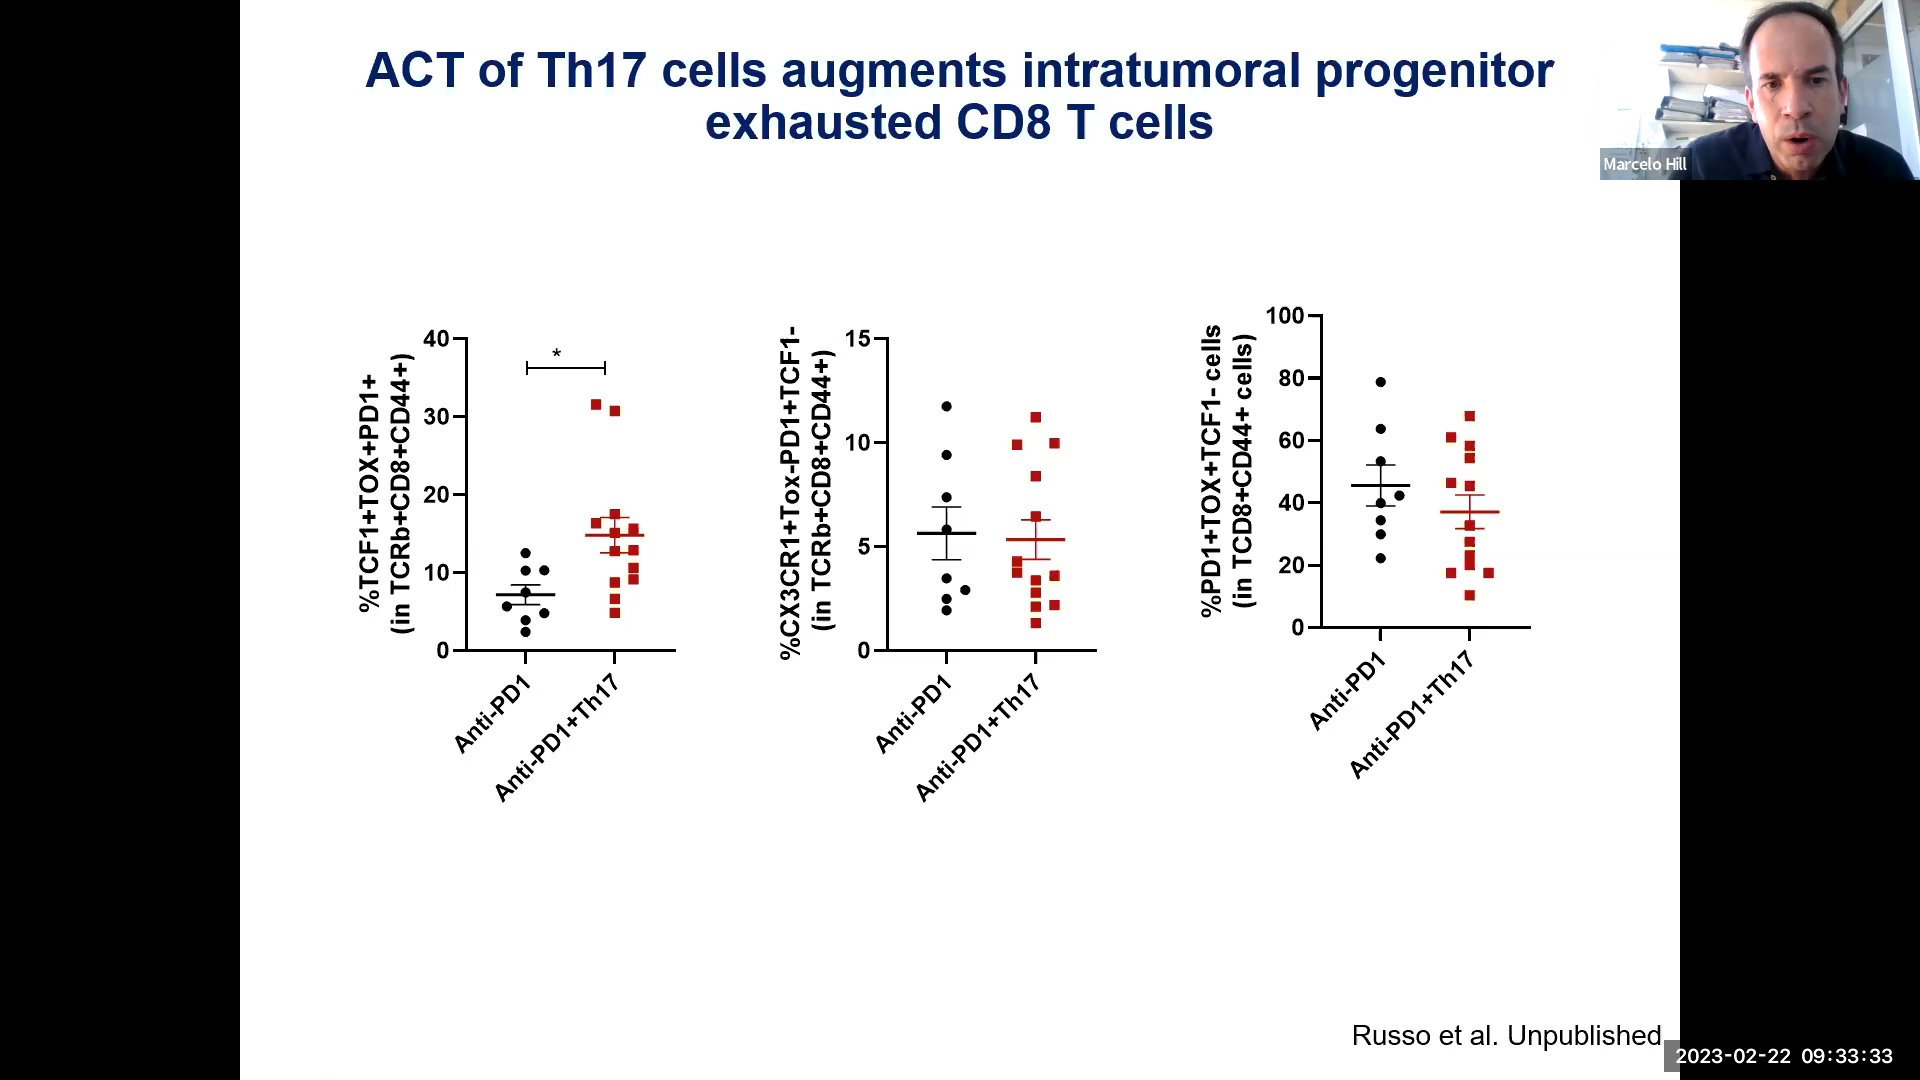 ACT of Th17 cells augments intratumoral progenitor
exhausted CD8 T cells
Marcelo Hill
%TCF1+TOX+PD1+
(in TCRb+CD8+CD44+)
40
30
20
10
0
*
Anti-PD1
Anti-PD1+Th17
%CX3CR1+Tox-PD1+TCF1-
(in TCRb+CD8+CD44+)
15
10
5
0
Anti-PD1
Anti-PD1+Th17
%PD1+TOX+TCF1- cells
(in TCD8+CD44+ cells)
100
80
60
40
20
0
Anti-PD1
Anti-PD1+Th17
Russo et al. Unpublished
2023-02-22 09:33:33